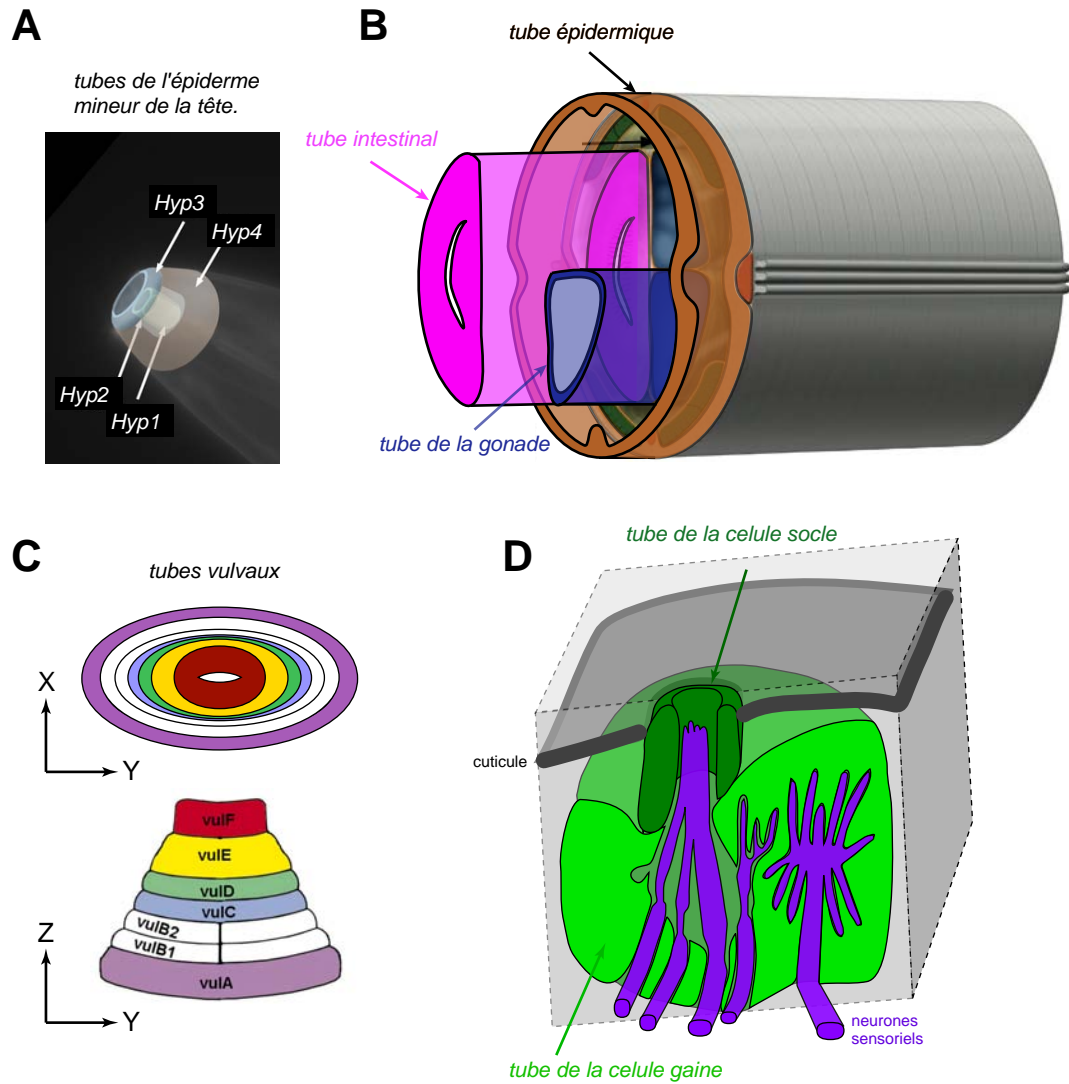 A
tubes de l'épiderme
mineur de la tête.
Hyp3
Hyp4
Hyp2
Hyp1
B
tube épidermique
tube intestinal
tube de la gonade
C
tubes vulvaux
X
Y
vulF
vulE
vulD
vulC
vulB2
vulB1
vulA
Z
Y
D
tube de la celule socle
cuticule
neurones
sensoriels
tube de la celule gaine